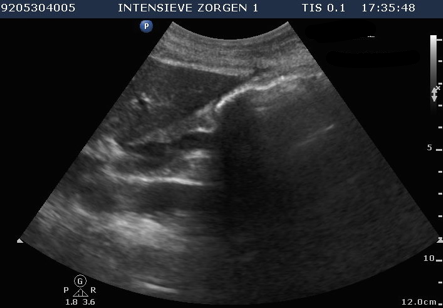 9205304005 INTENSIEVE ZORGEN 1 TIS 0.1 17:35:48
P
5
10
G
P R
1.8 3.6
12.0cm